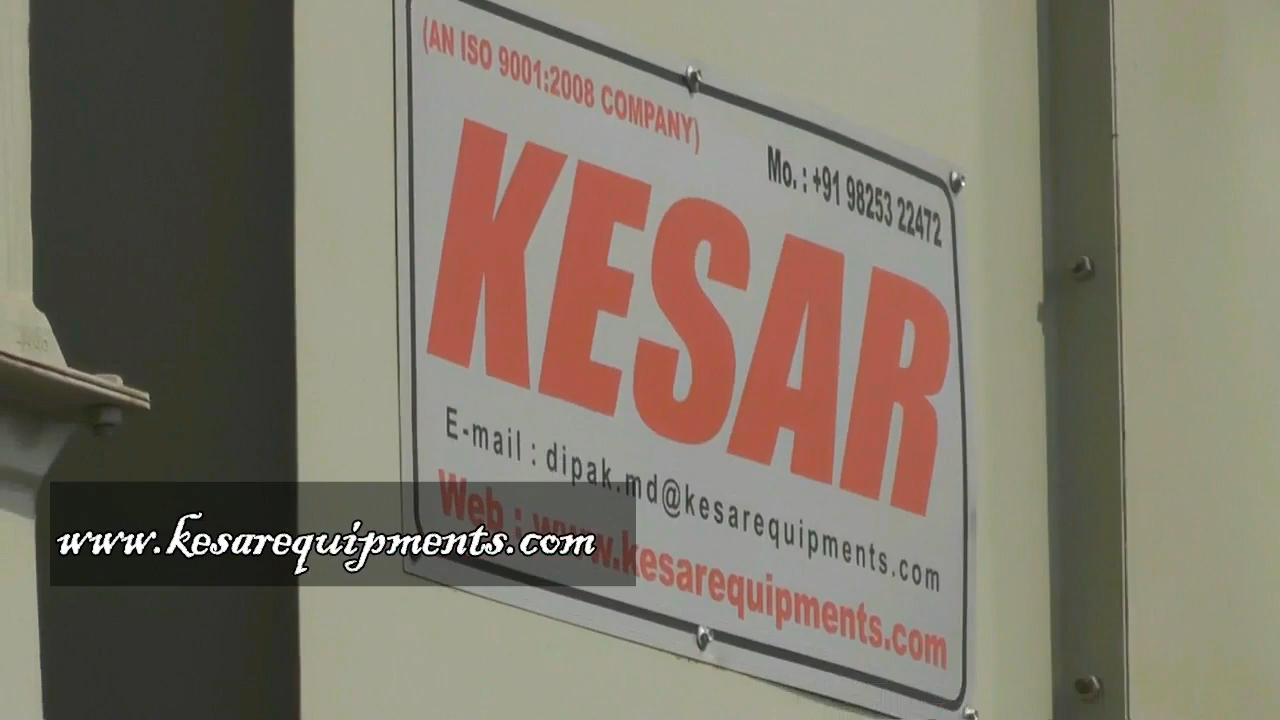 (AN ISO 9001:2008 COMPANY)
Mo. : +91 98253 22472
KESAR
E-mail : dipak.md@kesarequipments.com
Web : www.kesarequipments.com
www.kesarequipments.com